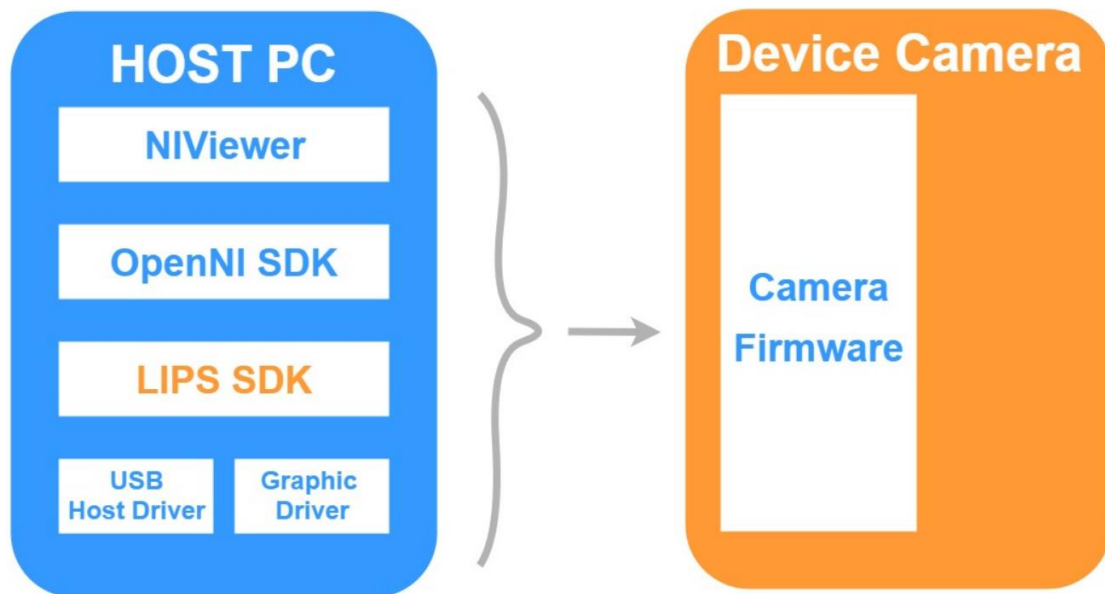 HOST PC
NIViewer
OpenNI SDK
LIPS SDK
USB
Host Driver
Graphic
Driver
Device Camera
Camera
Firmware